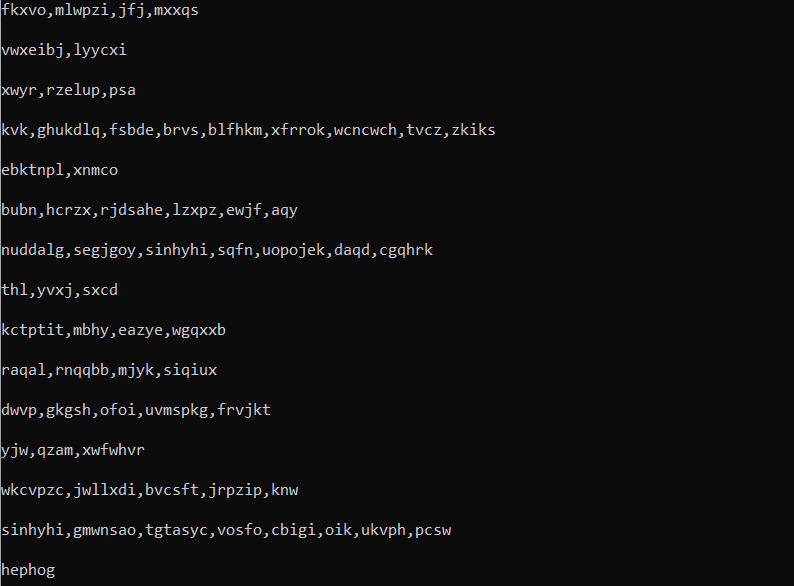 fkxvo,mlwpzi,jfj,mxxqs
vwxeibj,lyycxi
xwyr,rzelup,psa
kvk,ghukdlq,fsbde,brvs,blfhkm,xfrrok,wcncwch,tvcz,zkiks
ebktnpl,xnmco
bubn,hcrzx,rjdsahe,lzxpz,ewjf,aqy
nuddalg,segjgoy,sinhyhi,sqfn,uopojek,daqd,cgqhrk
thl,yvxj,sxcd
kctptit,mbhy,eazye,wgqxxb
raqal,rnqqbb,mjyk,siqiux
dwvp,gkgsh,ofoi,uvmspkg,frvjkt
yjw,qzam,xwfwhvr
wkcvpzc,jwllxdi,bvcsft,jrpzip,knw
sinhyhi,gmwnsao,tgtasyc,vosfo,cbigi,oik,ukvph,pcsw
hephog